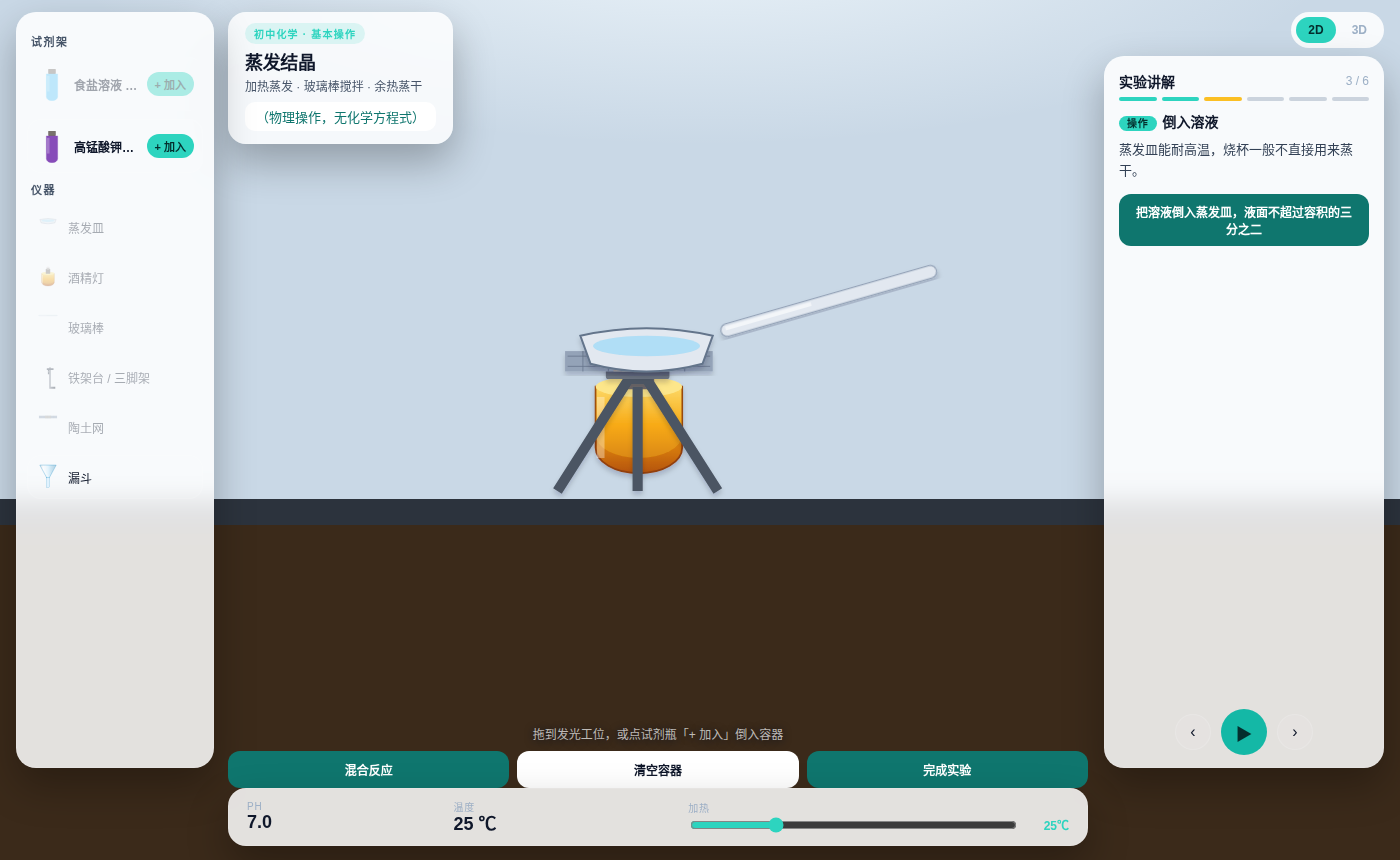 试剂架
食盐溶液 ...
+ 加入
高锰酸钾...
+ 加入
仪器
蒸发皿
酒精灯
玻璃棒
铁架台 / 三脚架
陶土网
漏斗
初中化学 · 基本操作
蒸发结晶
加热蒸发 · 玻璃棒搅拌 · 余热蒸干
（物理操作，无化学方程式）
2D
3D
实验讲解
3 / 6
操作 倒入溶液
蒸发皿能耐高温，烧杯一般不直接用来蒸
干。
把溶液倒入蒸发皿，液面不超过容积的三
分之二
‹
›
拖到发光工位，或点试剂瓶「+ 加入」倒入容器
混合反应
清空容器
完成实验
PH
7.0
温度
25 ℃
加热
25℃